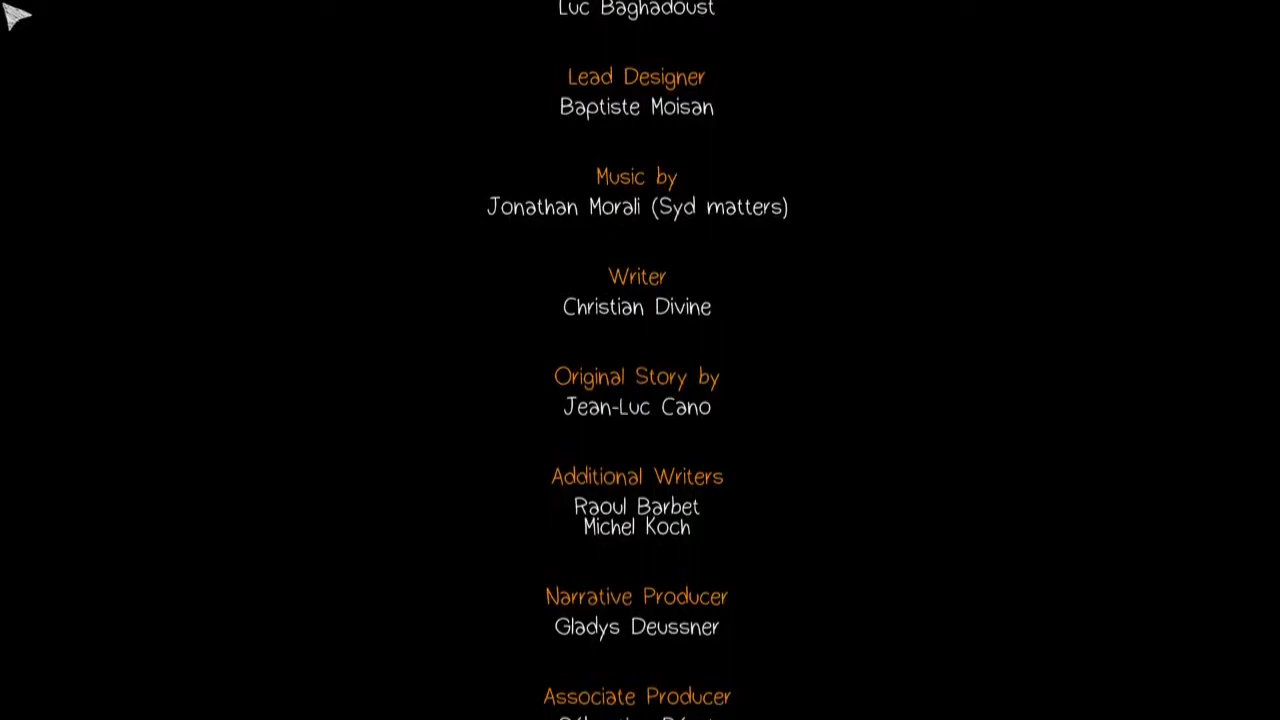 Luc Baghadoust
Lead Designer
Baptiste Moisan
Music by
Jonathan Morali (Syd matters)
Writer
Christian Divine
Original Story by
Jean-Luc Cano
Additional Writers
Raoul Barbet
Michel Koch
Narrative Producer
Gladys Deussner
Associate Producer